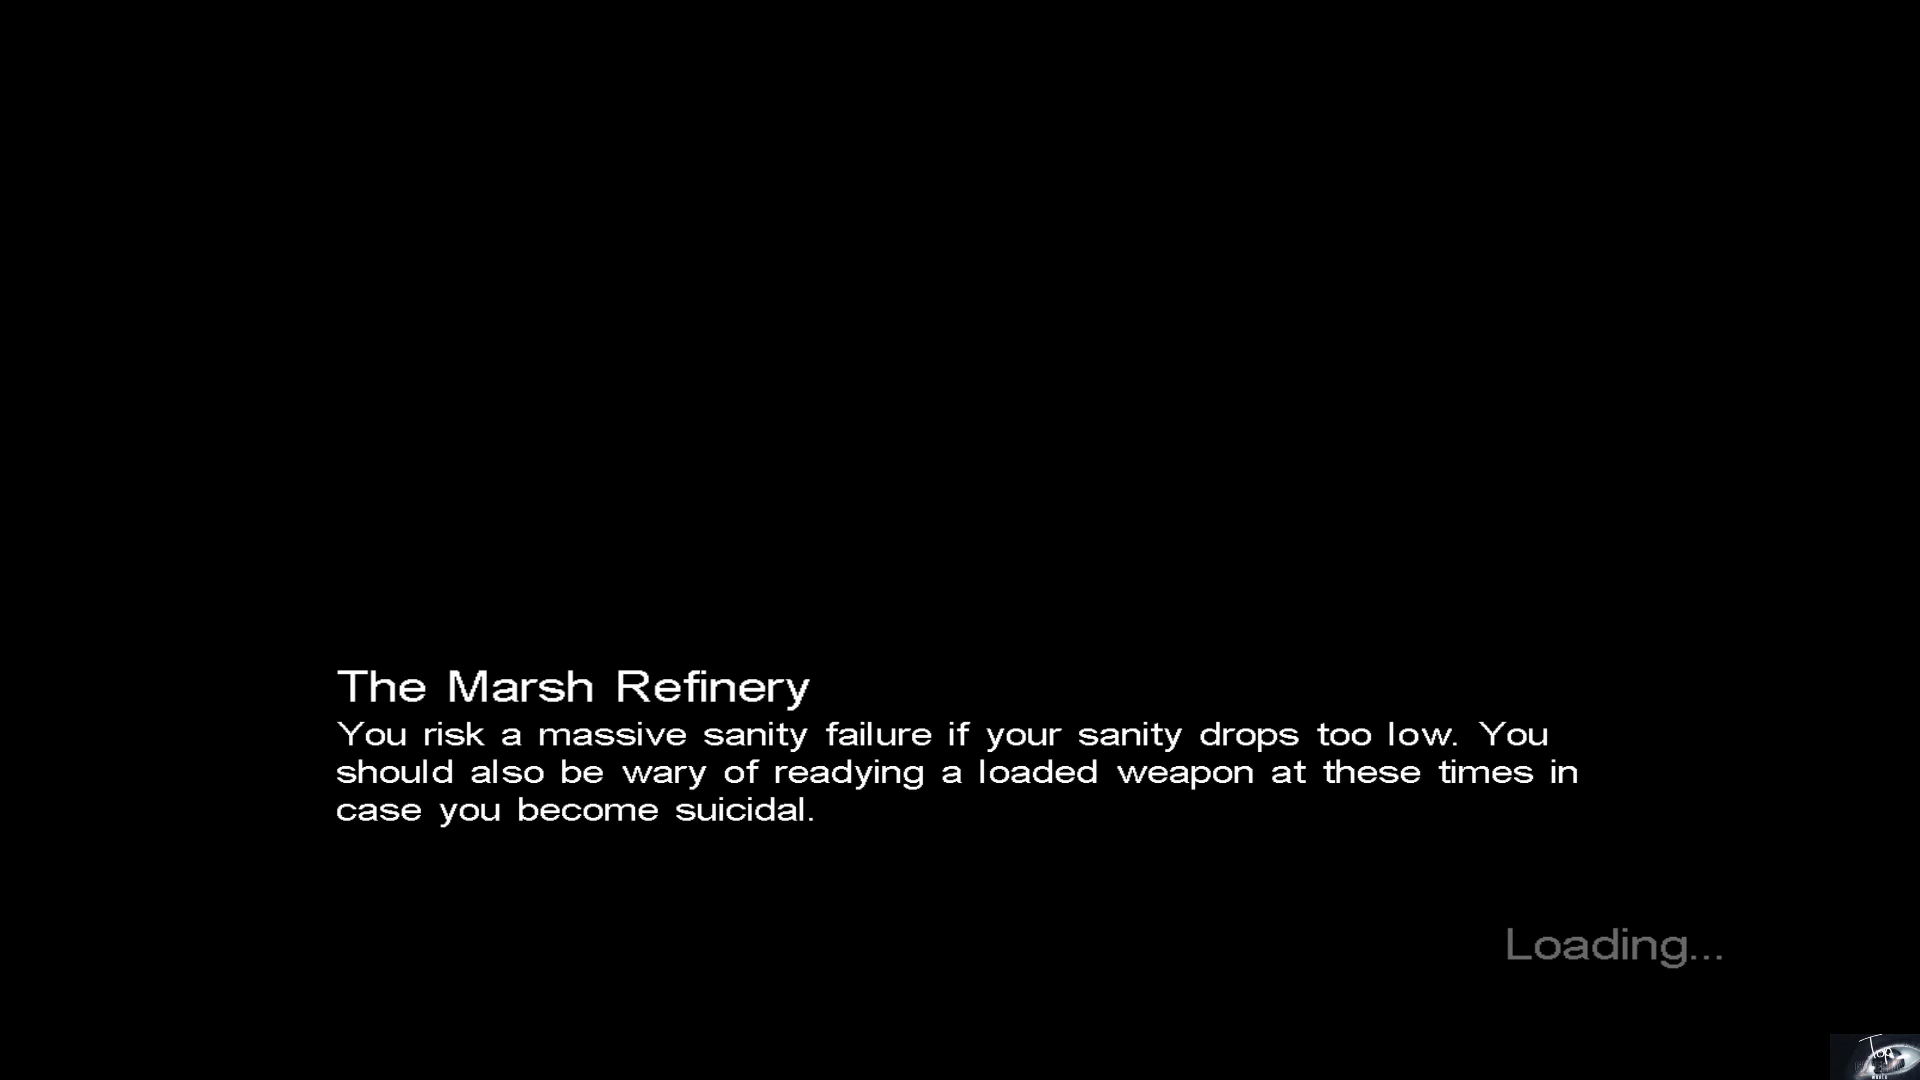 The Marsh Refinery
You risk a massive sanity failure if your sanity drops too low. You
should also be wary of readying a loaded weapon at these times in
case you become suicidal.
Loading...
Top